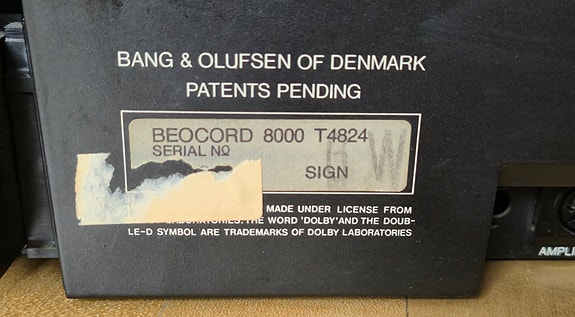 BANG & OLUFSEN OF DENMARK
PATENTS PENDING
BEOCORD 8000 T4824
SERIAL No
SIGN
W
MADE UNDER LICENSE FROM
LABORATORIES. THE WORD 'DOLBY' AND THE DOUB-
LE-D SYMBOL ARE TRADEMARKS OF DOLBY LABORATORIES
AMPLI